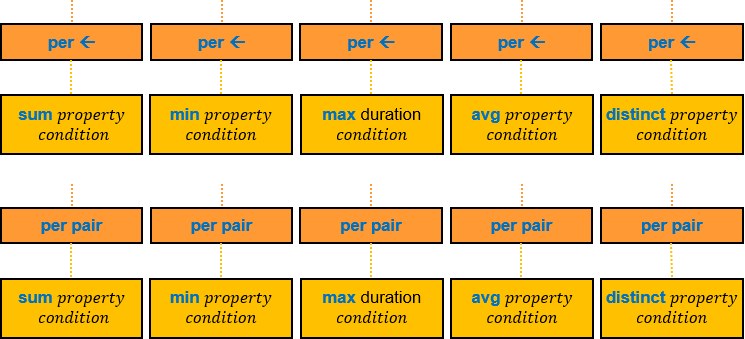 per ← per ← per ← per ← per ←
sum property min property max duration avg property distinct property
condition condition condition condition condition
per pair per pair per pair per pair per pair
sum property min property max duration avg property distinct property
condition condition condition condition condition